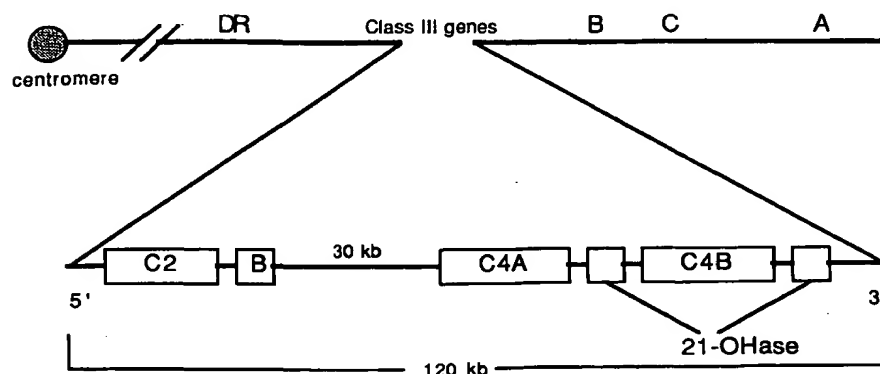 DR Class III genes B C A
centromere
C2 B 30 kb C4A C4B
5' 3
21-OHase
120 kb